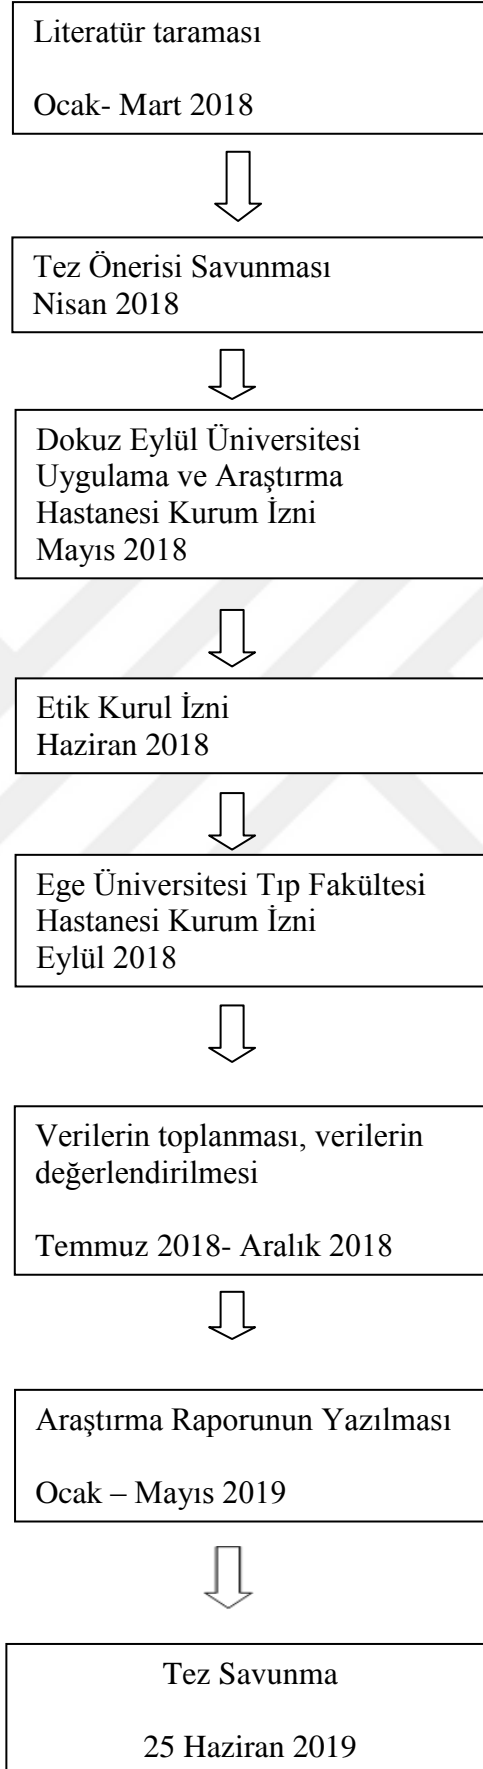 Literatür taraması
Ocak- Mart 2018
Tez Önerisi Savunması
Nisan 2018
Dokuz Eylül Üniversitesi
Uygulama ve Araştırma
Hastanesi Kurum İzni
Mayıs 2018
Etik Kurul İzni
Haziran 2018
Ege Üniversitesi Tıp Fakültesi
Hastanesi Kurum İzni
Eylül 2018
Verilerin toplanması, verilerin
değerlendirilmesi
Temmuz 2018- Aralık 2018
Araştırma Raporunun Yazılması
Ocak – Mayıs 2019
Tez Savunma
25 Haziran 2019